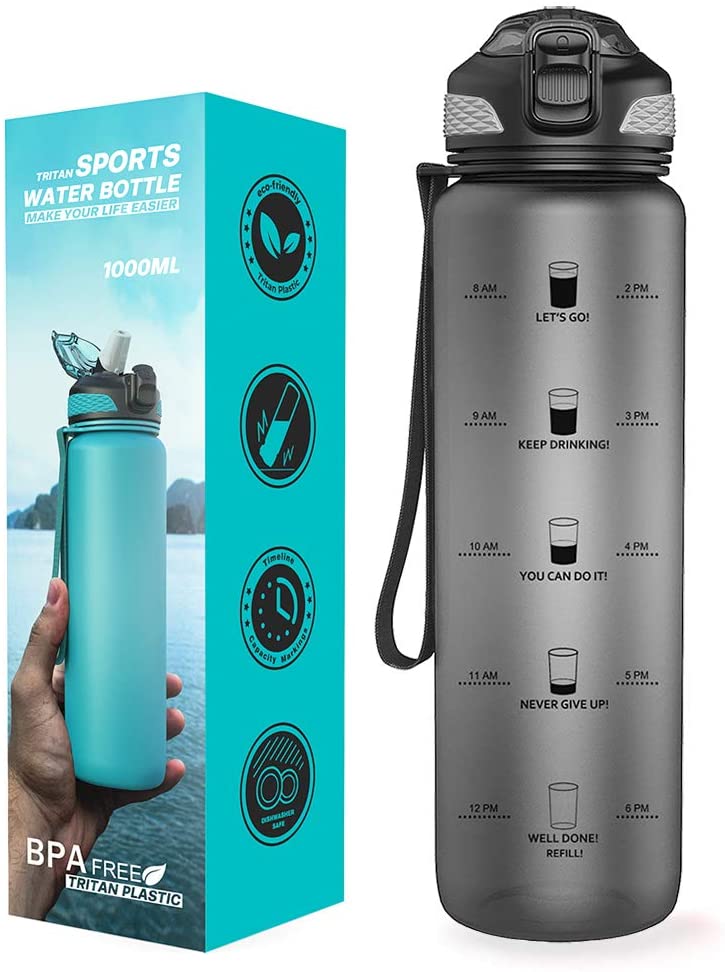 TRITAN SPORTS
WATER BOTTLE
MAKE YOUR LIFE EASIER
1000ML
eco-friendly
Tritan Plastic
Timeline
Capacity Markings
DISHWASHER
SAFE
BPA FREE
TRITAN PLASTIC
8 AM 2 PM
LET'S GO!
9 AM 3 PM
KEEP DRINKING!
10 AM 4 PM
YOU CAN DO IT!
11 AM 5 PM
NEVER GIVE UP!
12 PM 6 PM
WELL DONE!
REFILL!